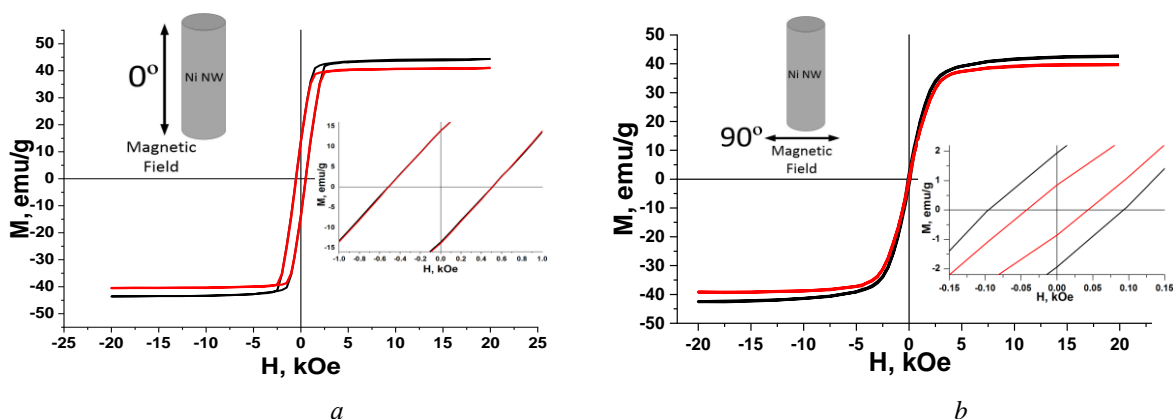 50
40
30
20
10
0
-10
-20
-30
-40
-50
M, emu/g
-25 -20 -15 -10 -5 0 5 10 15 20 25
H, kOe
0º
Ni NW
Magnetic
Field
15
10
5
0
-5
-10
-15
M, emu/g
-1.0 -0.8 -0.6 -0.4 -0.2 0.0 0.2 0.4 0.6 0.8 1.0
H, kOe
a
50
40
30
20
10
0
-10
-20
-30
-40
-50
M, emu/g
-20 -15 -10 -5 0 5 10 15 20
H, kOe
Ni NW
90º
Magnetic
Field
2
1
0
-1
-2
M, emu/g
-0.15 -0.10 -0.05 0.00 0.05 0.10 0.15
H, kOe
b